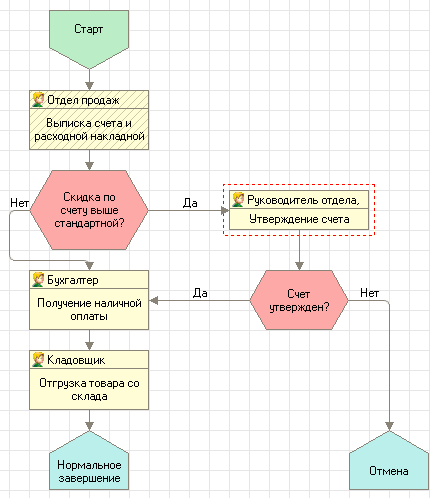 Старт
Отдел продаж
Выписка счета и
расходной накладной
Нет
Скидка по
счету выше
стандартной?
Да
Руководитель отдела,
Утверждение счета
Бухгалтер
Получение наличной
оплаты
Да
Счет
утвержден?
Нет
Кладовщик
Отгрузка товара со
склада
Нормальное
завершение
Отмена